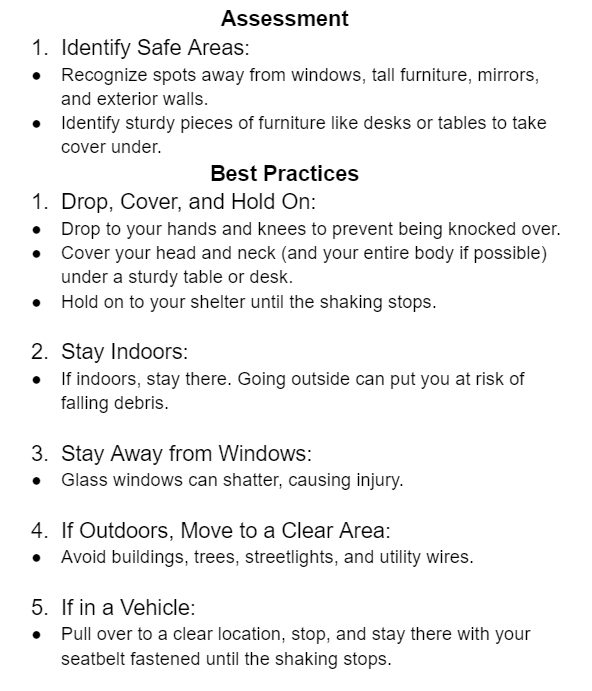 Assessment
1. Identify Safe Areas:
● Recognize spots away from windows, tall furniture, mirrors,
and exterior walls.
● Identify sturdy pieces of furniture like desks or tables to take
cover under.
Best Practices
1. Drop, Cover, and Hold On:
● Drop to your hands and knees to prevent being knocked over.
● Cover your head and neck (and your entire body if possible)
under a sturdy table or desk.
● Hold on to your shelter until the shaking stops.
2. Stay Indoors:
● If indoors, stay there. Going outside can put you at risk of
falling debris.
3. Stay Away from Windows:
● Glass windows can shatter, causing injury.
4. If Outdoors, Move to a Clear Area:
● Avoid buildings, trees, streetlights, and utility wires.
5. If in a Vehicle:
● Pull over to a clear location, stop, and stay there with your
seatbelt fastened until the shaking stops.